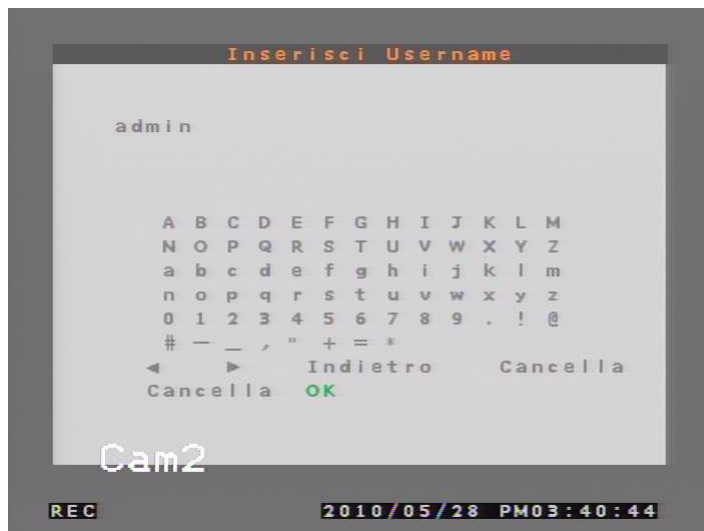 Inserisci Username
admin
A B C D E F G H I J K L M
N O P Q R S T U V W X Y Z
a b c d e f g h i j k l m
n o p q r s t u v w x y z
0 1 2 3 4 5 6 7 8 9 . ! @
# — _ , " + = *
◄ ► Indietro Cancella
Cancella OK
Cam2
REC 2010/05/28 PM03:40:44